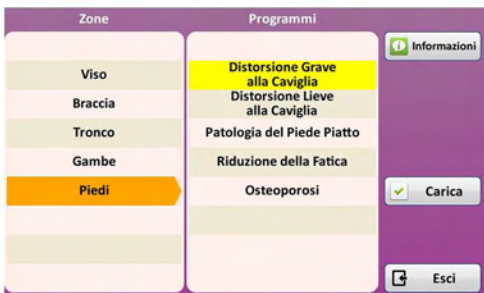 Zone
Programmi
Informazioni
Viso
Distorsione Grave
alla Caviglia
Braccia
Distorsione Lieve
alla Caviglia
Tronco
Patologia del Piede Piatto
Gambe
Riduzione della Fatica
Piedi
Osteoporosi
Carica
Esci